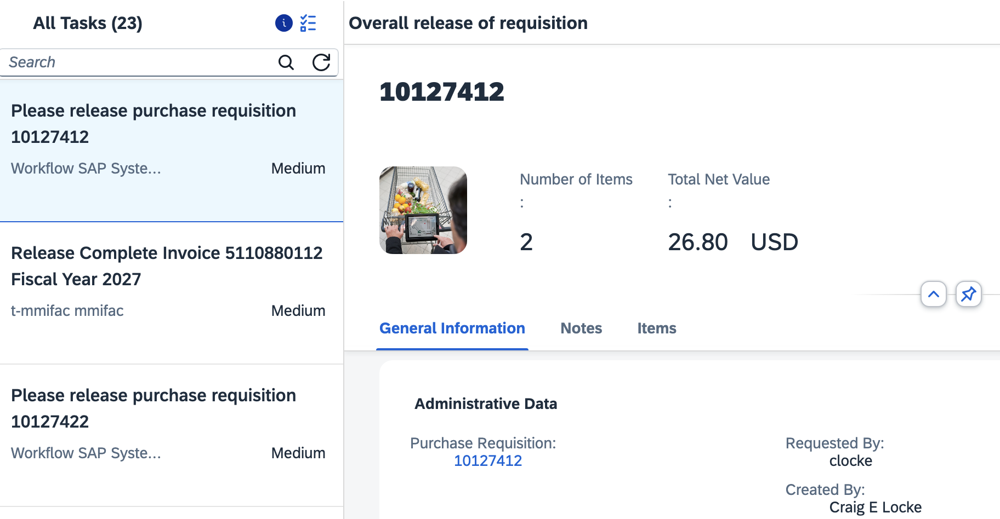 All Tasks (23)
Search
Please release purchase requisition
10127412
Workflow SAP Syste...
Medium
Release Complete Invoice 5110880112
Fiscal Year 2027
t-mmifac mmifac
Medium
Please release purchase requisition
10127422
Workflow SAP Syste...
Medium
Overall release of requisition
10127412
Number of Items
:
2
Total Net Value
:
26.80 USD
General Information
Notes
Items
Administrative Data
Purchase Requisition:
10127412
Requested By:
clocke
Created By:
Craig E Locke